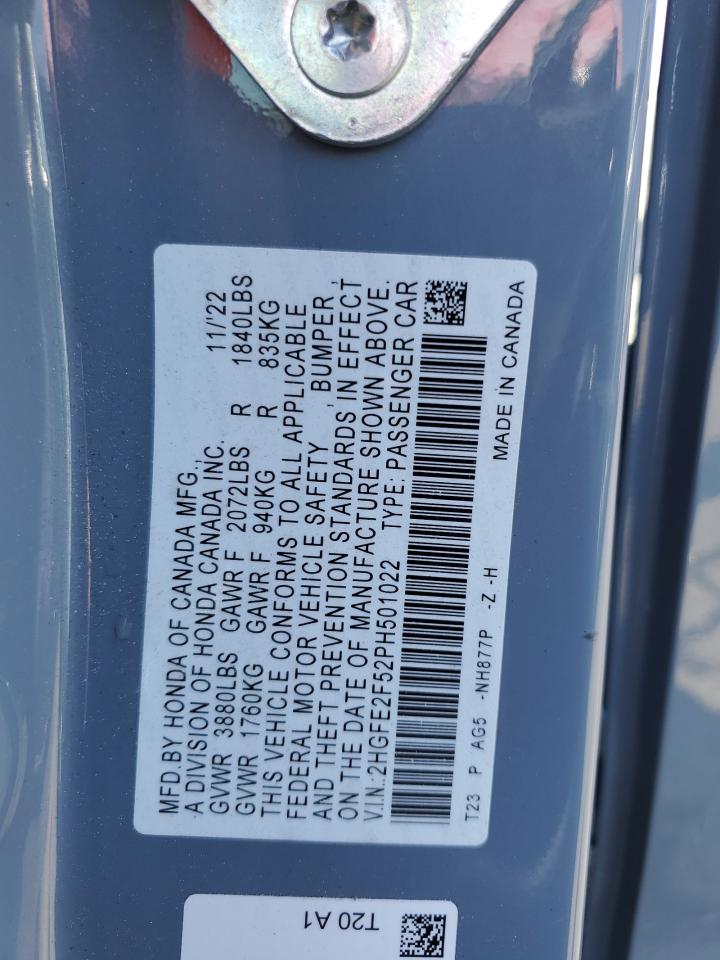 MFD.BY HONDA OF CANADA MFG.,
A DIVISION OF HONDA CANADA INC. 11/'22
GVWR 3880LBS GAWR F 2072LBS R 1840LBS
GVWR 1760KG GAWR F 940KG R 835KG
THIS VEHICLE CONFORMS TO ALL APPLICABLE
FEDERAL MOTOR VEHICLE SAFETY , BUMPER ,
AND THEFT PREVENTION STANDARDS IN EFFECT
ON THE DATE OF MANUFACTURE SHOWN ABOVE.
V.I.N.:2HGFE2F52PH501022 TYPE: PASSENGER CAR
T23 P AG5 -NH877P -Z -H MADE IN CANADA
T20 A1